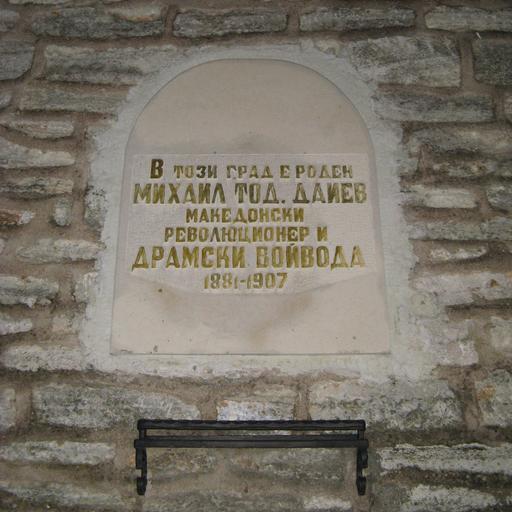 В този град е роден
МИХАИЛ ТОД. ДАИЕВ
МАКЕДОНСКИ
РЕВОЛЮЦИОНЕР И
ДРАМСКИ ВОЙВОДА
1881-1907